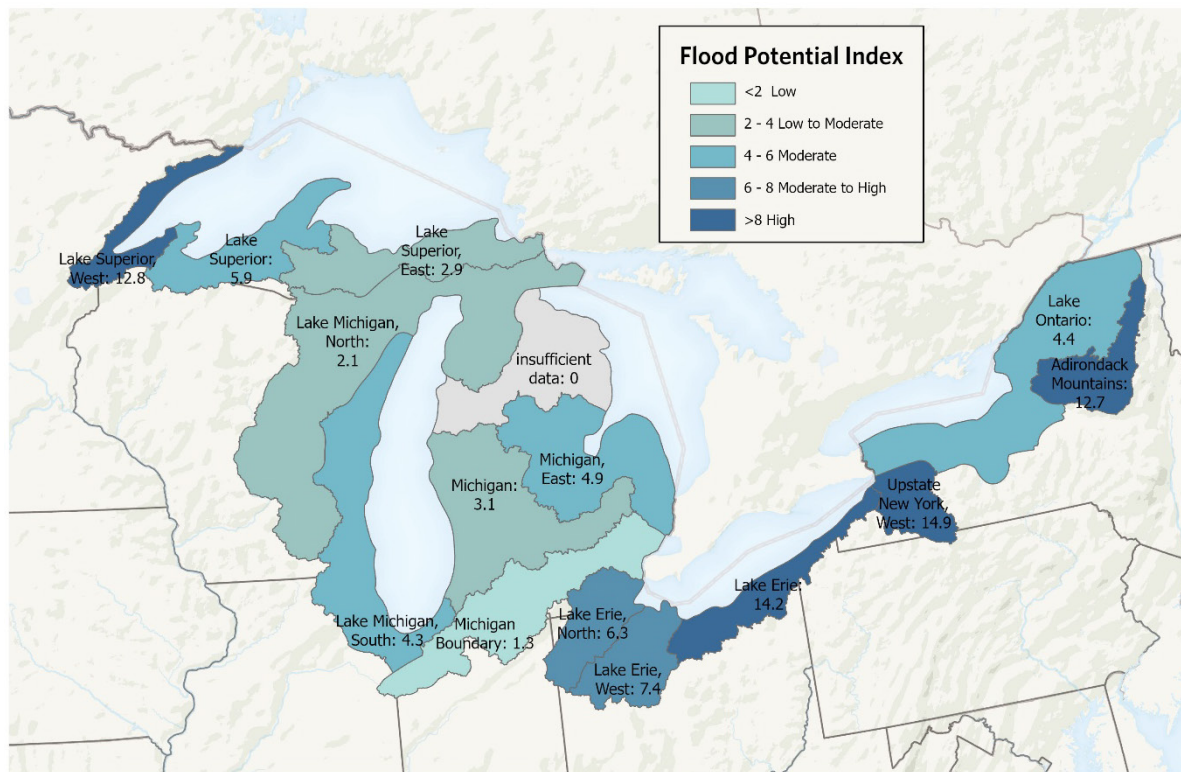 Flood Potential Index
<2 Low
2 - 4 Low to Moderate
4 - 6 Moderate
6 - 8 Moderate to High
>8 High
Lake Superior,
West: 12.8
Lake
Superior:
5.9
Lake
Superior,
East: 2.9
Lake Michigan,
North:
2.1
insufficient
data: 0
Lake
Ontario:
4.4
Adirondack
Mountains:
12.7
Michigan:
3.1
Michigan,
East: 4.9
Upstate
New York,
West: 14.9
Lake Michigan,
South: 4.3
Michigan
Boundary: 1.3
Lake Erie,
North: 6.3
Lake Erie,
West: 7.4
Lake Erie:
14.2